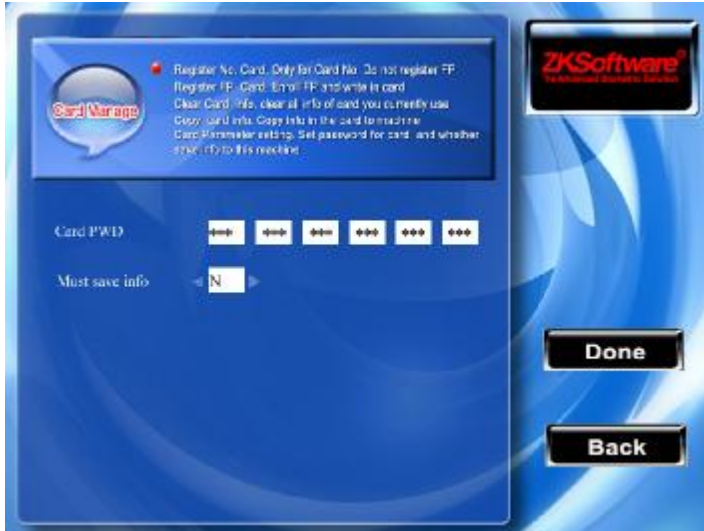 Card Manage
Register No. Card, Only for Card No. Do not register FP
Register FP Card, Enroll FP and write in card
Clear Card Info, clear all info of card you currently use
Copy card info, Copy info in the card to machine
Card Parameter setting, Set password for card and whether
save info to this machine
ZKSoftware
Card PWD *** *** *** *** *** ***
Must save info N
Done
Back